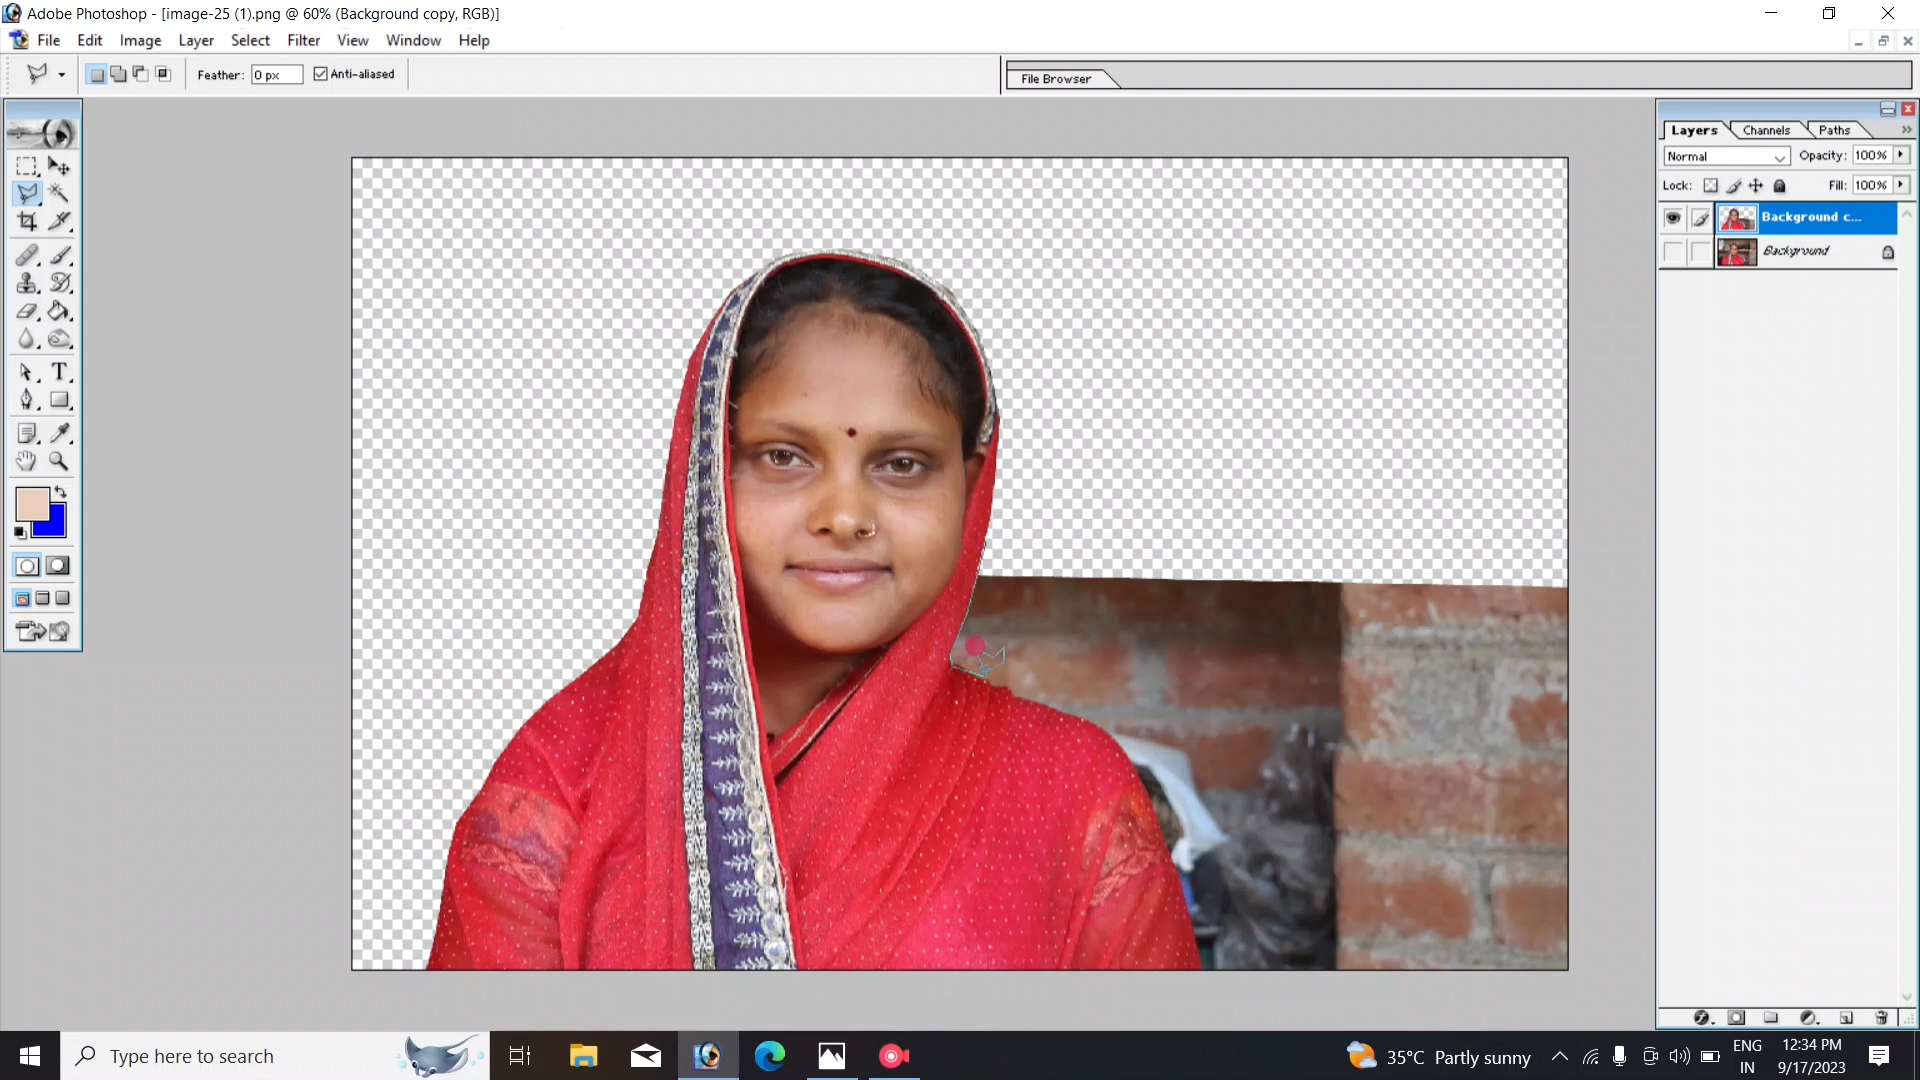 Adobe Photoshop - [image-25 (1).png @ 60% (Background copy, RGB)]
File Edit Image Layer Select Filter View Window Help
Feather: 0 px Anti-aliased File Browser
Layers Channels Paths
Normal Opacity: 100%
Lock: Fill: 100%
Background c...
Background
Type here to search
35°C Partly sunny
ENG
IN
12:34 PM
9/17/2023